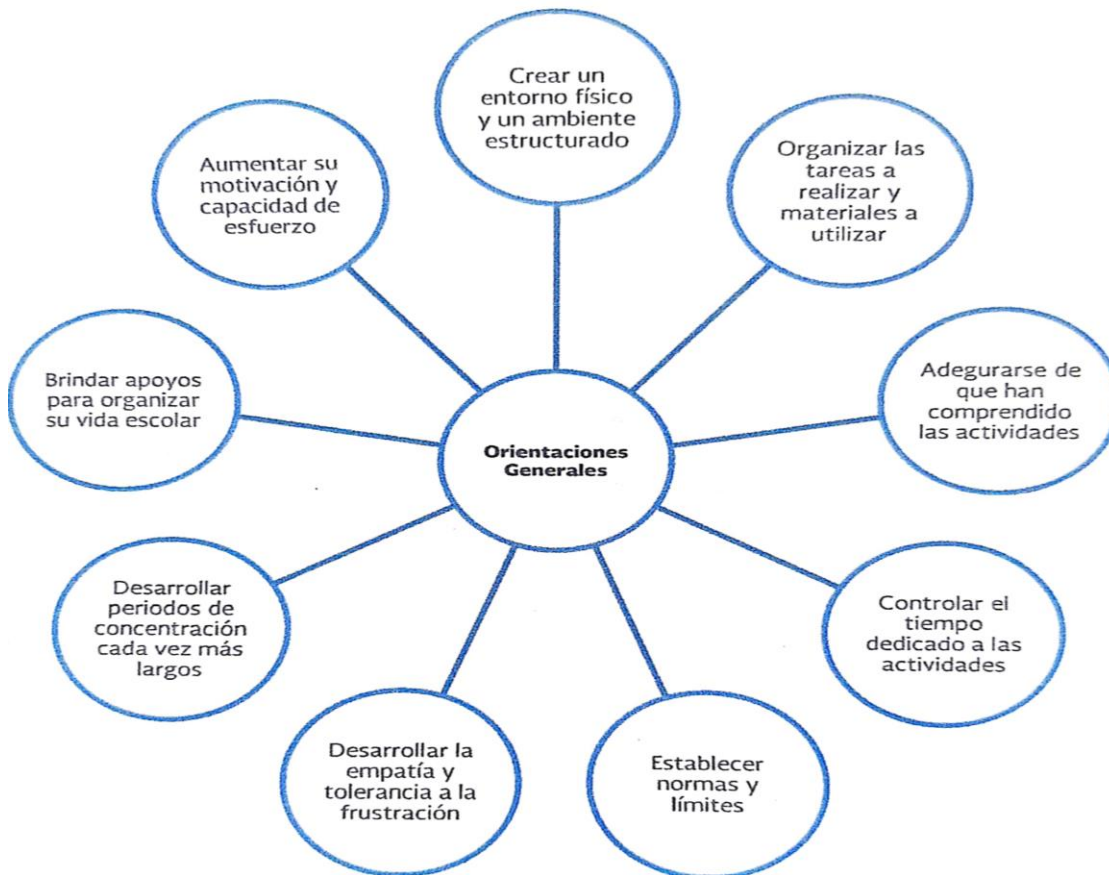 Crear un
entorno físico
y un ambiente
estructurado
Organizar las
tareas a
realizar y
materiales a
utilizar
Adegurarse de
que han
comprendido
las actividades
Controlar el
tiempo
dedicado a las
actividades
Establecer
normas y
límites
Desarrollar la
empatía y
tolerancia a la
frustración
Desarrollar
periodos de
concentración
cada vez más
largos
Brindar apoyos
para organizar
su vida escolar
Aumentar su
motivación y
capacidad de
esfuerzo
Orientaciones
Generales